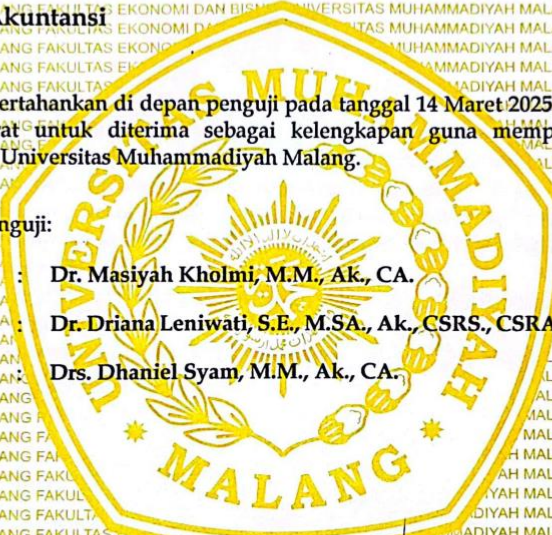 Akuntansi
ertahankan di depan penguji pada tanggal 14 Maret 2025
rat untuk diterima sebagai kelengkapan guna memp
Universitas Muhammadiyah Malang.
nguji:
: Dr. Masiyah Kholmi, M.M., Ak., CA.
: Dr. Driana Leniwati, S.E., M.SA., Ak., CSRS., CSRA
: Drs. Dhaniel Syam, M.M., Ak., CA.
UNIVERSITAS MUHAMMADIYAH
MALANG